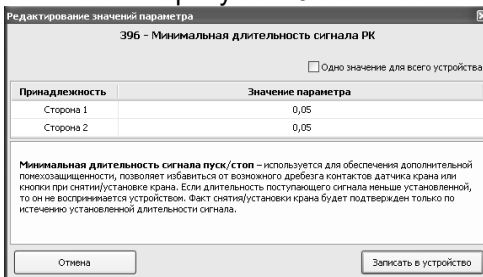 Редактирование значений параметра
396 - Минимальная длительность сигнала РК
Одно значение для всего устройства
Принадлежность Значение параметра
Сторона 1 0,05
Сторона 2 0,05
Минимальная длительность сигнала пуск/стоп – используется для обеспечения дополнительной
помехозащищенности, позволяет избавиться от возможного дребезга контактов датчика крана или
кнопки при снятии/установке крана. Если длительность поступающего сигнала меньше установленной,
то он не воспринимается устройством. Факт снятия/установки крана будет подтвержден только по
истечению установленной длительности сигнала.
Отмена Записать в устройство